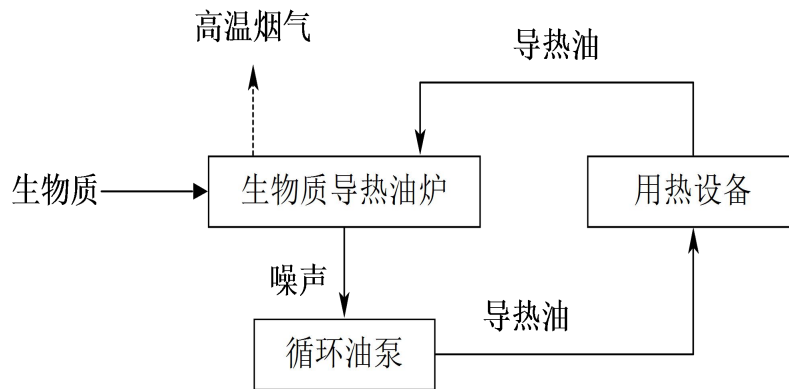 高温烟气
导热油
生物质
生物质导热油炉
用热设备
噪声
循环油泵
导热油